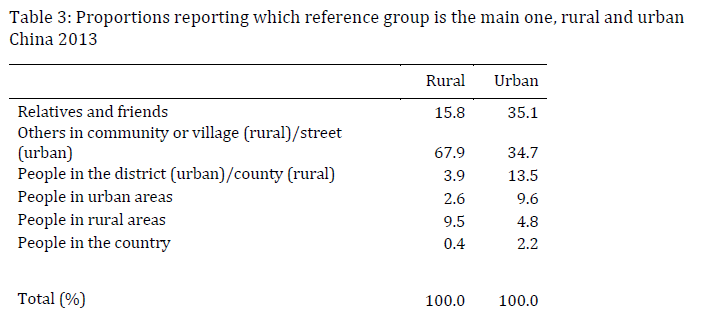 Table 3: Proportions reporting which reference group is the main one, rural and urban
China 2013
Rural Urban
Relatives and friends 15.8 35.1
Others in community or village (rural)/street
(urban) 67.9 34.7
People in the district (urban)/county (rural) 3.9 13.5
People in urban areas 2.6 9.6
People in rural areas 9.5 4.8
People in the country 0.4 2.2
Total (%) 100.0 100.0